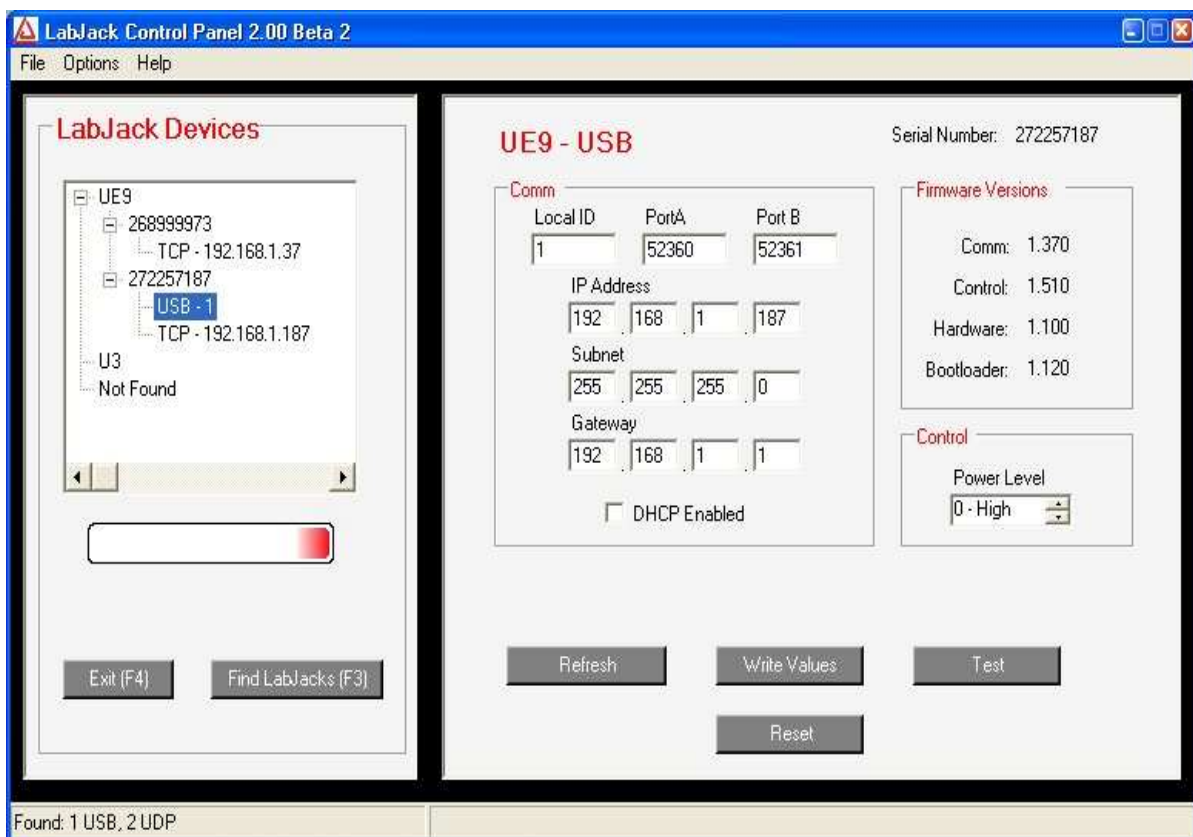 LabJack Control Panel 2.00 Beta 2
File Options Help
LabJack Devices
UE9
268999973
TCP - 192.168.1.37
272257187
USB - 1
TCP - 192.168.1.187
U3
Not Found
Exit (F4)
Find LabJacks (F3)
UE9 - USB
Serial Number: 272257187
Comm
Local ID PortA Port B
1 52360 52361
IP Address
192 . 168 . 1 . 187
Subnet
255 . 255 . 255 . 0
Gateway
192 . 168 . 1 . 1
DHCP Enabled
Firmware Versions
Comm: 1.370
Control: 1.510
Hardware: 1.100
Bootloader: 1.120
Control
Power Level
0 - High
Refresh
Write Values
Test
Reset
Found: 1 USB, 2 UDP